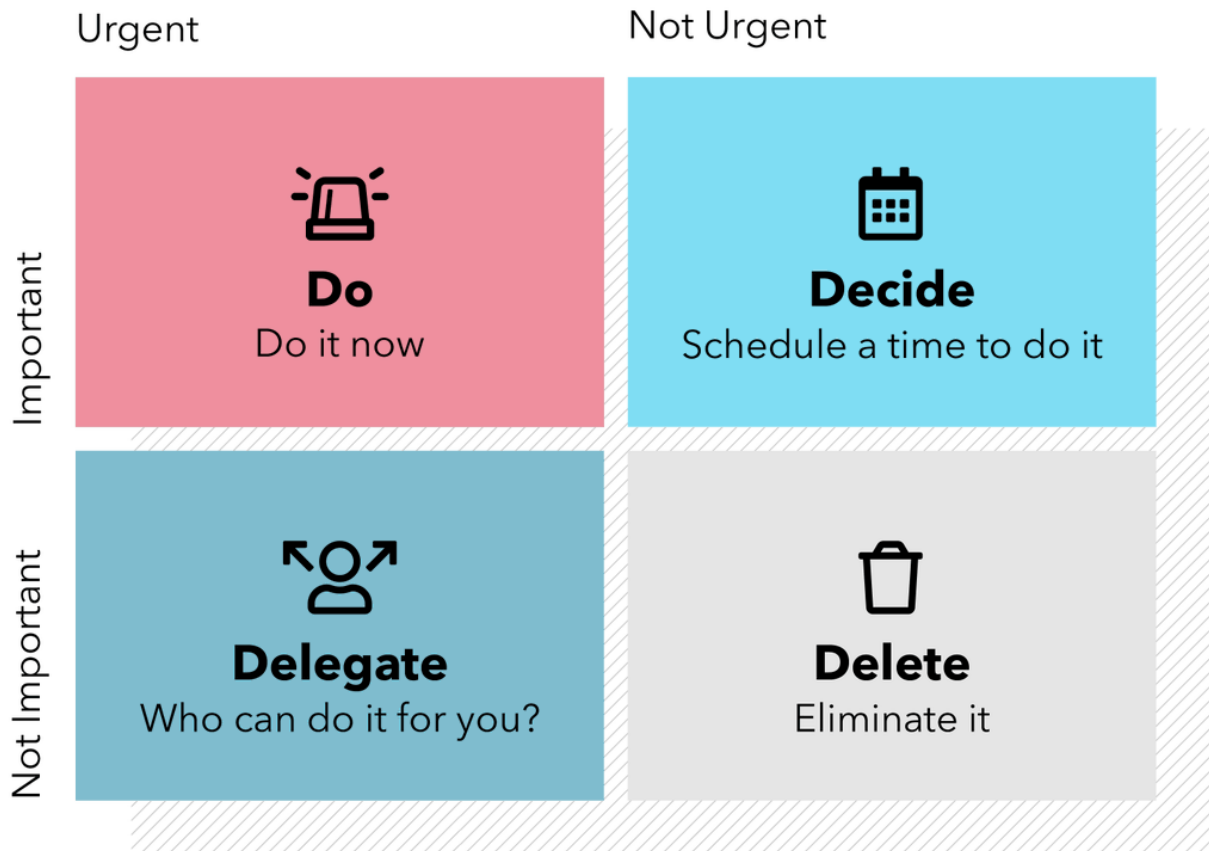 Urgent
Not Urgent
Important
Do
Do it now
Decide
Schedule a time to do it
Not Important
Delegate
Who can do it for you?
Delete
Eliminate it